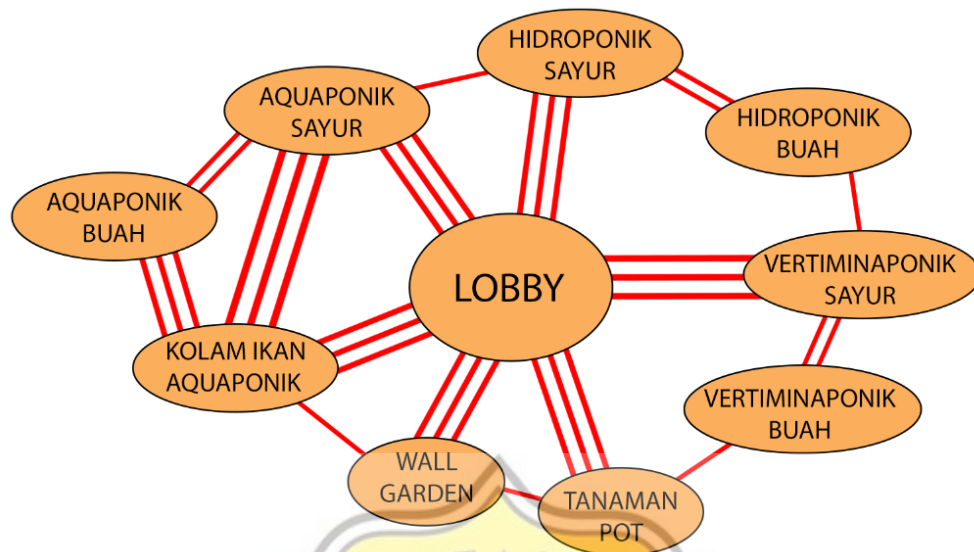 HIDROPONIK
SAYUR
AQUAPONIK
SAYUR
HIDROPONIK
BUAH
AQUAPONIK
BUAH
LOBBY
VERTIMINAPONIK
SAYUR
KOLAM IKAN
AQUAPONIK
VERTIMINAPONIK
BUAH
WALL
GARDEN
TANAMAN
POT